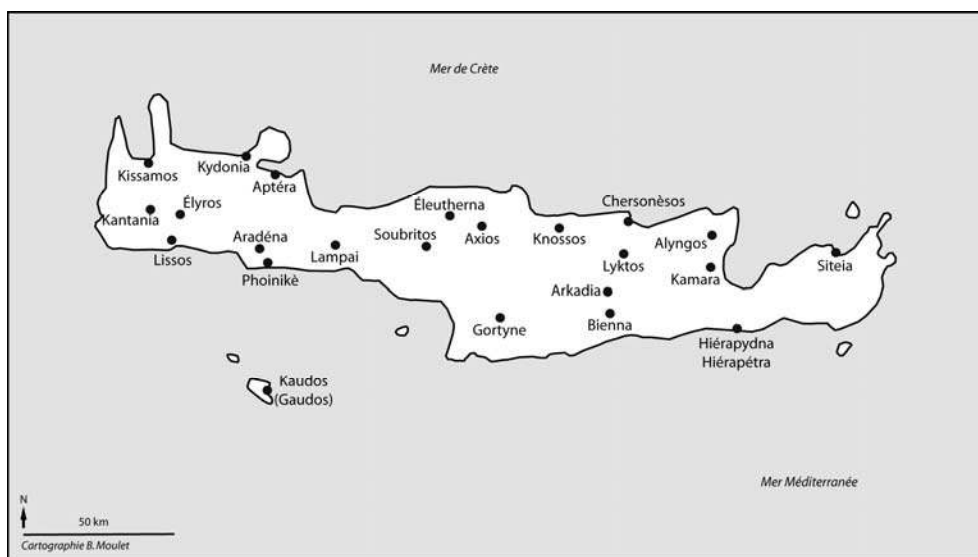 Mer de Crète
Kissamos
Kydonia
Aptéra
Kantania
Élyros
Lissos
Aradéna
Phoinikè
Lampai
Éleutherna
Soubritos
Axios
Knossos
Chersonèsos
Lyktos
Alyngos
Kamara
Siteia
Arkadia
Bienna
Gortyne
Hiérapydna
Hiérapétra
Kaudos
(Gaudos)
Mer Méditerranée
N
50 km
Cartographie B. Moulet